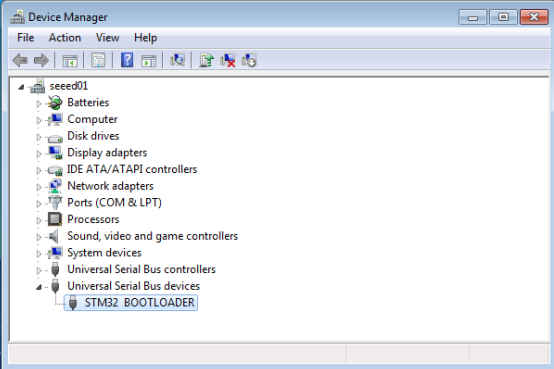 Device Manager
File Action View Help
seeed01
Batteries
Computer
Disk drives
Display adapters
IDE ATA/ATAPI controllers
Network adapters
Ports (COM & LPT)
Processors
Sound, video and game controllers
System devices
Universal Serial Bus controllers
Universal Serial Bus devices
STM32 BOOTLOADER